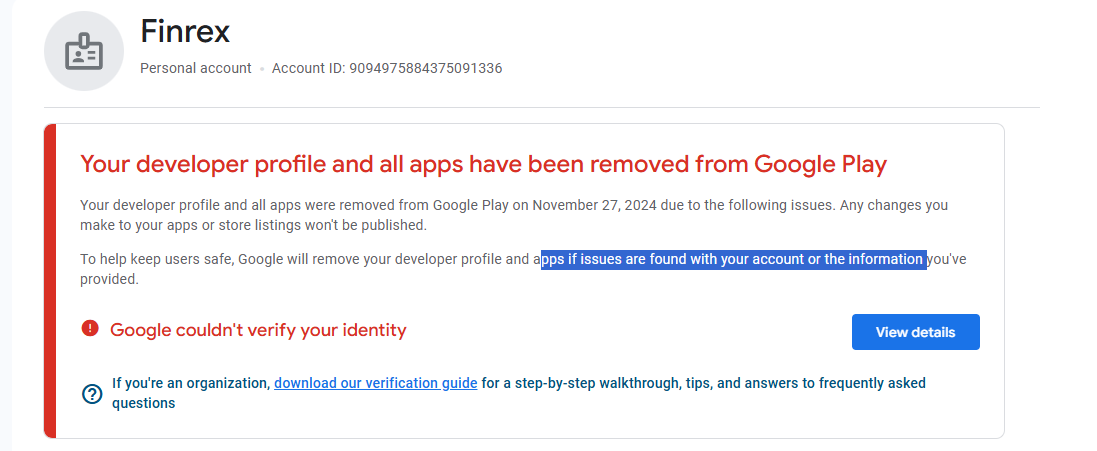 Finrex
Personal account • Account ID: 9094975884375091336
Your developer profile and all apps have been removed from Google Play
Your developer profile and all apps were removed from Google Play on November 27, 2024 due to the following issues. Any changes you
make to your apps or store listings won't be published.
To help keep users safe, Google will remove your developer profile and apps if issues are found with your account or the information you've
provided.
Google couldn't verify your identity
View details
If you're an organization, download our verification guide for a step-by-step walkthrough, tips, and answers to frequently asked
questions